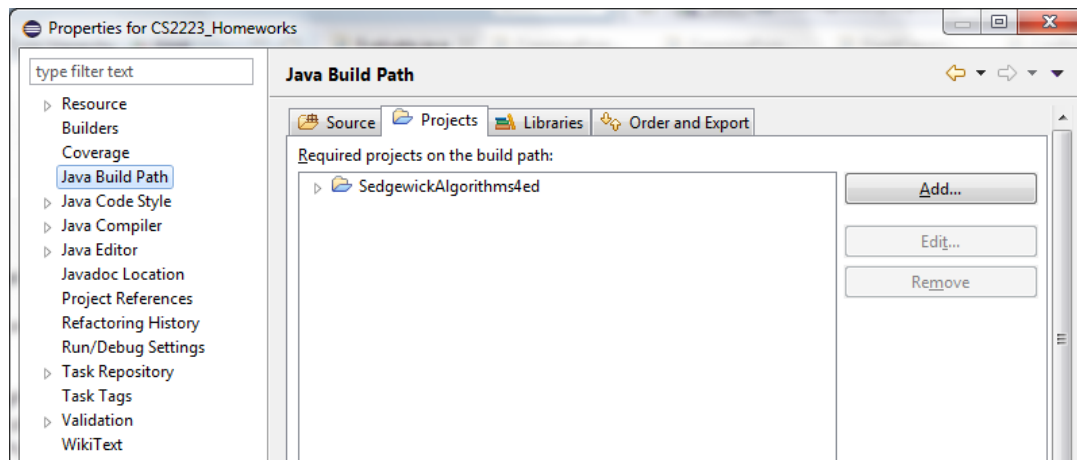 Properties for CS2223_Homeworks
type filter text
Resource
Builders
Coverage
Java Build Path
Java Code Style
Java Compiler
Java Editor
Javadoc Location
Project References
Refactoring History
Run/Debug Settings
Task Repository
Task Tags
Validation
WikiText
Java Build Path
Source Projects Libraries Order and Export
Required projects on the build path:
SedgewickAlgorithms4ed
Add...
Edit...
Remove